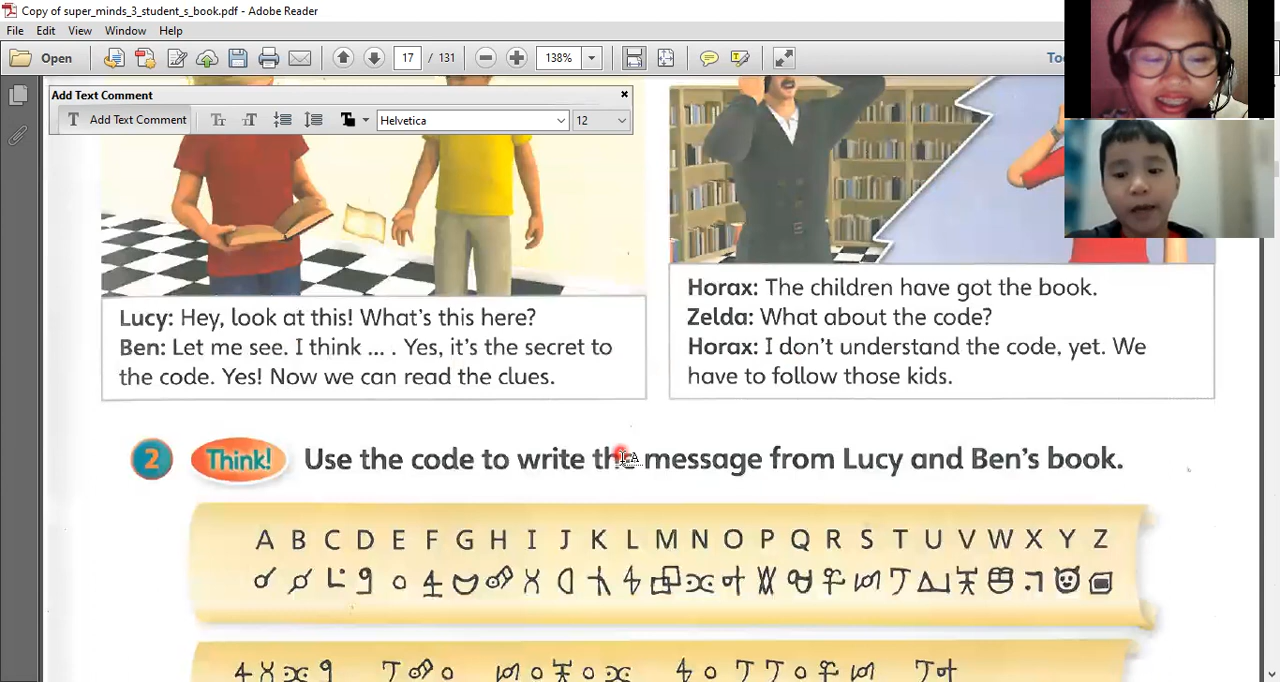 Copy of super_minds_3_student_s_book.pdf - Adobe Reader
File Edit View Window Help
Open 17 / 131 138%
Add Text Comment
Add Text Comment Helvetica 12
Lucy: Hey, look at this! What's this here?
Ben: Let me see. I think ... . Yes, it's the secret to
the code. Yes! Now we can read the clues.
Horax: The children have got the book.
Zelda: What about the code?
Horax: I don't understand the code, yet. We
have to follow those kids.
2 Think! Use the code to write the message from Lucy and Ben's book.
A B C D E F G H I J K L M N O P Q R S T U V W X Y Z